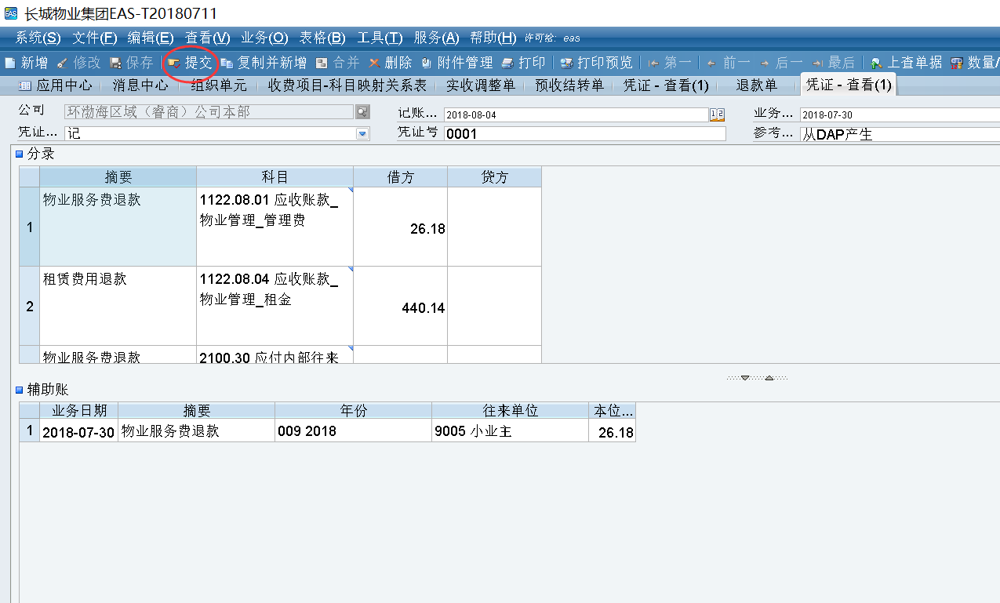 长城物业集团EAS-T20180711
系统(S) 文件(F) 编辑(E) 查看(V) 业务(O) 表格(B) 工具(T) 服务(A) 帮助(H) 许可给: eas
新增 修改 保存 提交 复制并新增 合并 删除 附件管理 打印 打印预览 第一 前一 后一 最后 上查单据 数量/
应用中心 消息中心 组织单元 收费项目-科目映射关系表 实收调整单 预收结转单 凭证 - 查看(1) 退款单 凭证 - 查看(1)
公司 环渤海区域（睿商）公司本部 记账... 2018-08-04 业务... 2018-07-30
凭证... 记 凭证号 0001 参考... 从DAP产生
分录
摘要 科目 借方 贷方
1 物业服务费退款 1122.08.01 应收账款_
物业管理_管理费 26.18
2 租赁费用退款 1122.08.04 应收账款_
物业管理_租金 440.14
物业服务费退款 2100.30 应付内部往来
辅助账
业务日期 摘要 年份 往来单位 本位...
1 2018-07-30 物业服务费退款 009 2018 9005 小业主 26.18